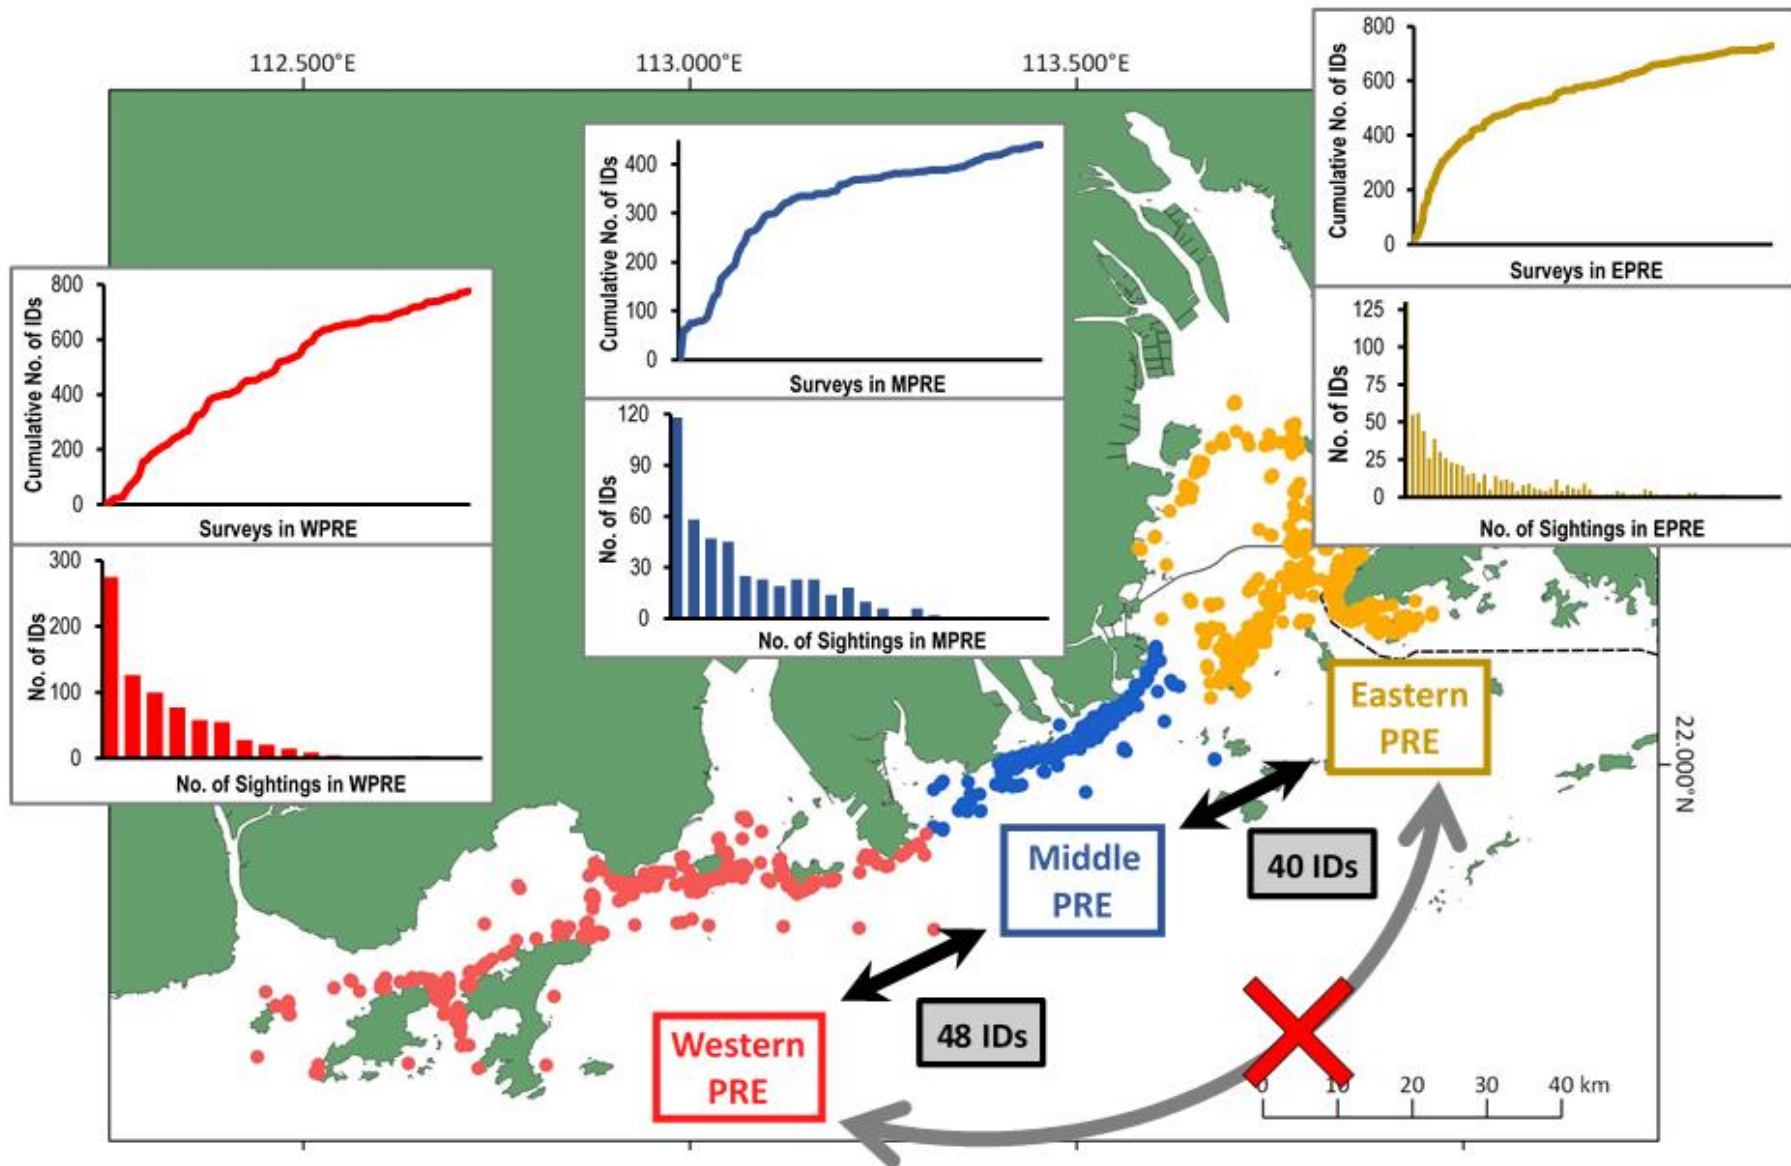 112.500°E
113.000°E
113.500°E
800
600
400
200
0
Cumulative No. of IDs
Surveys in EPRE
125
100
75
50
25
0
No. of IDs
No. of Sightings in EPRE
400
300
200
100
0
Cumulative No. of IDs
Surveys in MPRE
120
90
60
30
0
No. of IDs
No. of Sightings in MPRE
800
600
400
200
0
Cumulative No. of IDs
Surveys in WPRE
300
200
100
0
No. of IDs
No. of Sightings in WPRE
Eastern
PRE
22.000°N
40 IDs
Middle
PRE
48 IDs
Western
PRE
0 10 20 30 40 km